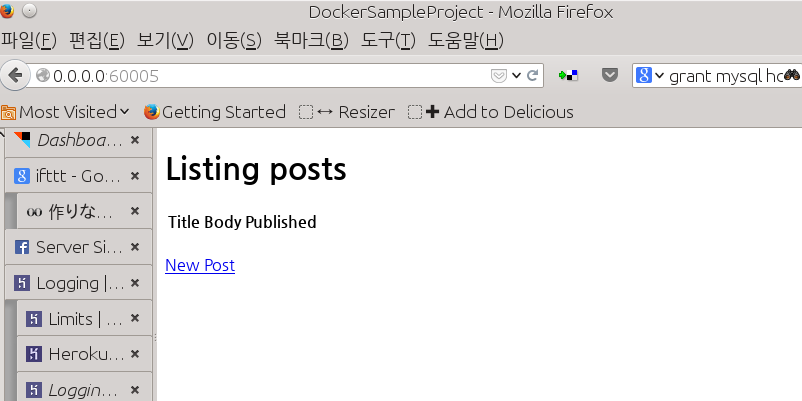 DockerSampleProject - Mozilla Firefox
파일(F) 편집(E) 보기(V) 이동(S) 북마크(B) 도구(T) 도움말(H)
0.0.0.0:60005 grant mysql ho
Most Visited Getting Started Resizer Add to Delicious
Dashboa...
ifttt - Go...
作りな...
Server Si...
Logging |...
Limits | ...
Heroku...
Loggin...
Listing posts
Title Body Published
New Post